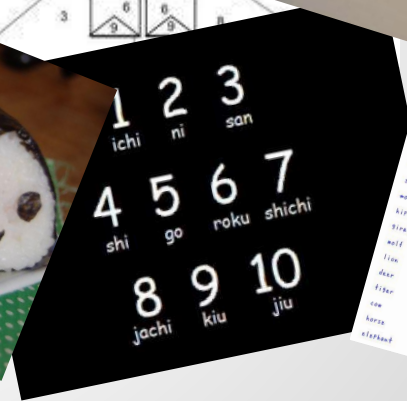 3 6 6 8
9 9
1 2 3
ichi ni san
4 5 6 7
shi go roku shichi
8 9 10
jachi kiu jiu
lion
deer
tiger
cow
horse
elephant